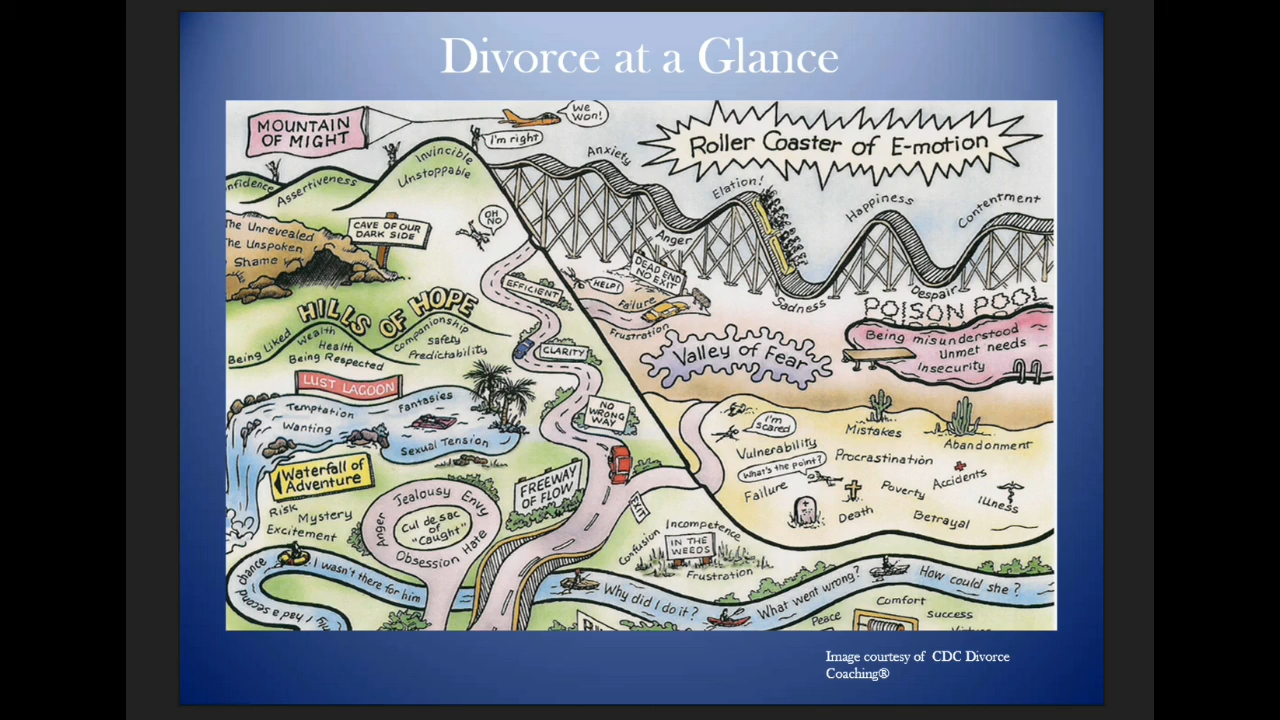 Divorce at a Glance
MOUNTAIN
OF MIGHT
We
Won!
I'm right
Invincible
Unstoppable
Assertiveness
Roller Coaster of E-motion
Anxiety
Elation!
Happiness
Contentment
Anger
Sadness
Despair
The Unrevealed
The Unspoken
Shame
CAVE OF OUR
DARK SIDE
OH
NO
DEAD END
NO EXIT
HELP!
Failure
Frustration
EFFICIENT
HILLS OF HOPE
Being Liked
Wealth
Health
Being Respected
Companionship
Safety
Predictability
CLARITY
Valley of Fear
POISON POOL
Being misunderstood
Unmet needs
Insecurity
LUST LAGOON
Temptation
Wanting
Fantasies
Sexual Tension
NO
WRONG
WAY
I'm
scared
Vulnerability
What's the point?
Failure
Mistakes
Procrastination
Abandonment
Accidents
Poverty
Illness
Death
Betrayal
Waterfall of
Adventure
Risk
Mystery
Excitement
Jealousy
Envy
Anger
Cul de sac
of
"Caught"
Hate
Obsession
FREEWAY
OF FLOW
EXIT
Confusion
Incompetence
IN THE
WEEDS
Frustration
I had a second
chance
I wasn't there for him
Why did I do it?
What went wrong?
How could she?
Peace
Comfort
Success
Image courtesy of CDC Divorce
Coaching®